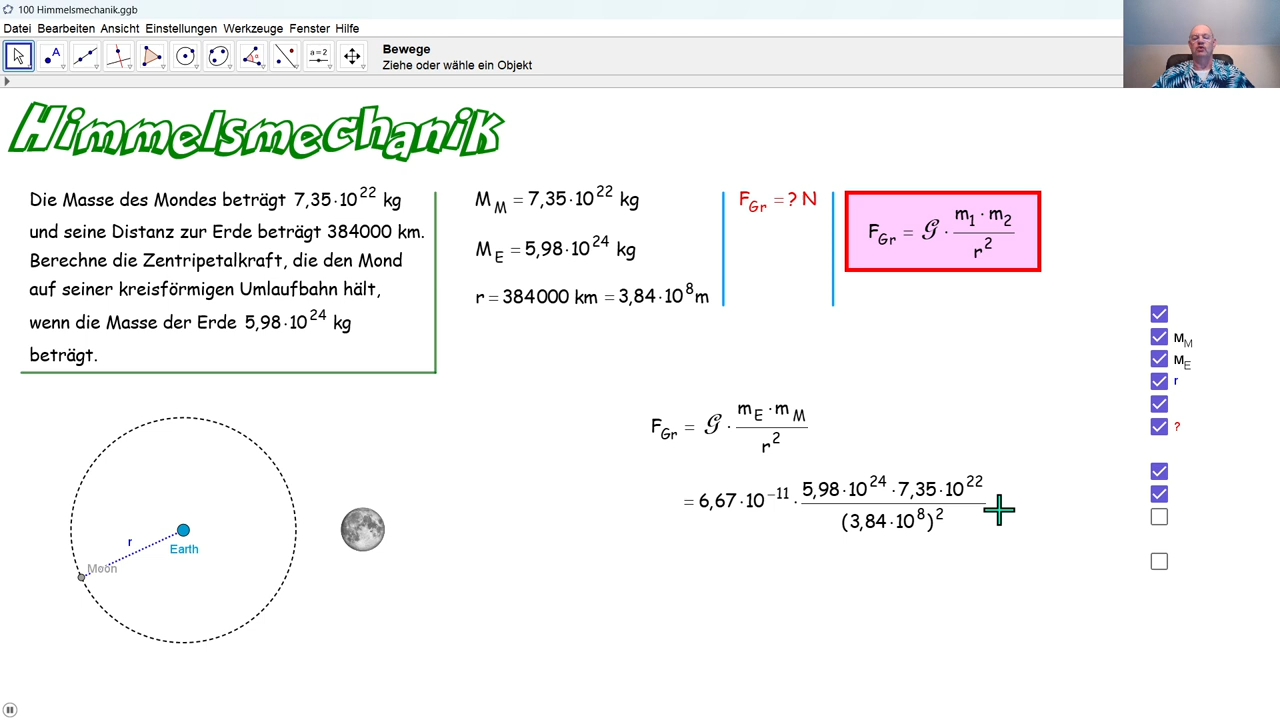 100 Himmelsmechanik.ggb
Datei Bearbeiten Ansicht Einstellungen Werkzeuge Fenster Hilfe
A
a=2
Bewege
Ziehe oder wähle ein Objekt
Himmelsmechanik
Die Masse des Mondes beträgt 7,35·10²² kg
und seine Distanz zur Erde beträgt 384000 km.
Berechne die Zentripetalkraft, die den Mond
auf seiner kreisförmigen Umlaufbahn hält,
wenn die Masse der Erde 5,98·10²⁴ kg
beträgt.
M_M = 7,35·10²² kg
M_E = 5,98·10²⁴ kg
r = 384000 km = 3,84·10⁸ m
F_Gr = ? N
F_Gr = 𝒢 · (m₁ · m₂) / r²
M_M
M_E
r
?
F_Gr = 𝒢 · (m_E · m_M) / r²
= 6,67·10⁻¹¹ · (5,98·10²⁴ · 7,35·10²²) / (3,84·10⁸)²
r
Earth
Moon